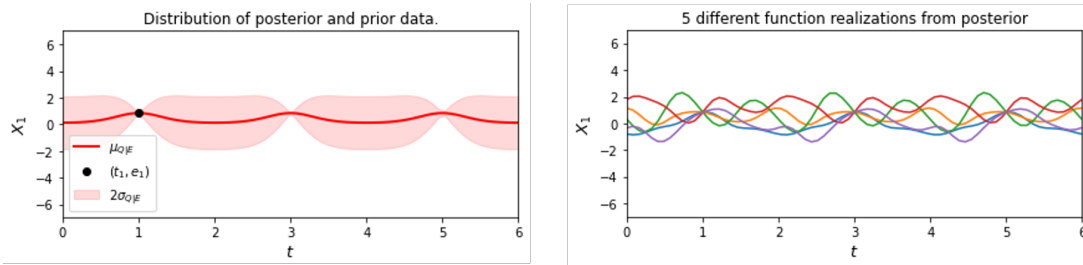 Distribution of posterior and prior data.
X₁
6
4
2
0
−2
−4
−6
μ_Q|E
(t₁, e₁)
2σ_Q|E
0 1 2 3 4 5 6
t
5 different function realizations from posterior
X₁
6
4
2
0
−2
−4
−6
0 1 2 3 4 5 6
t